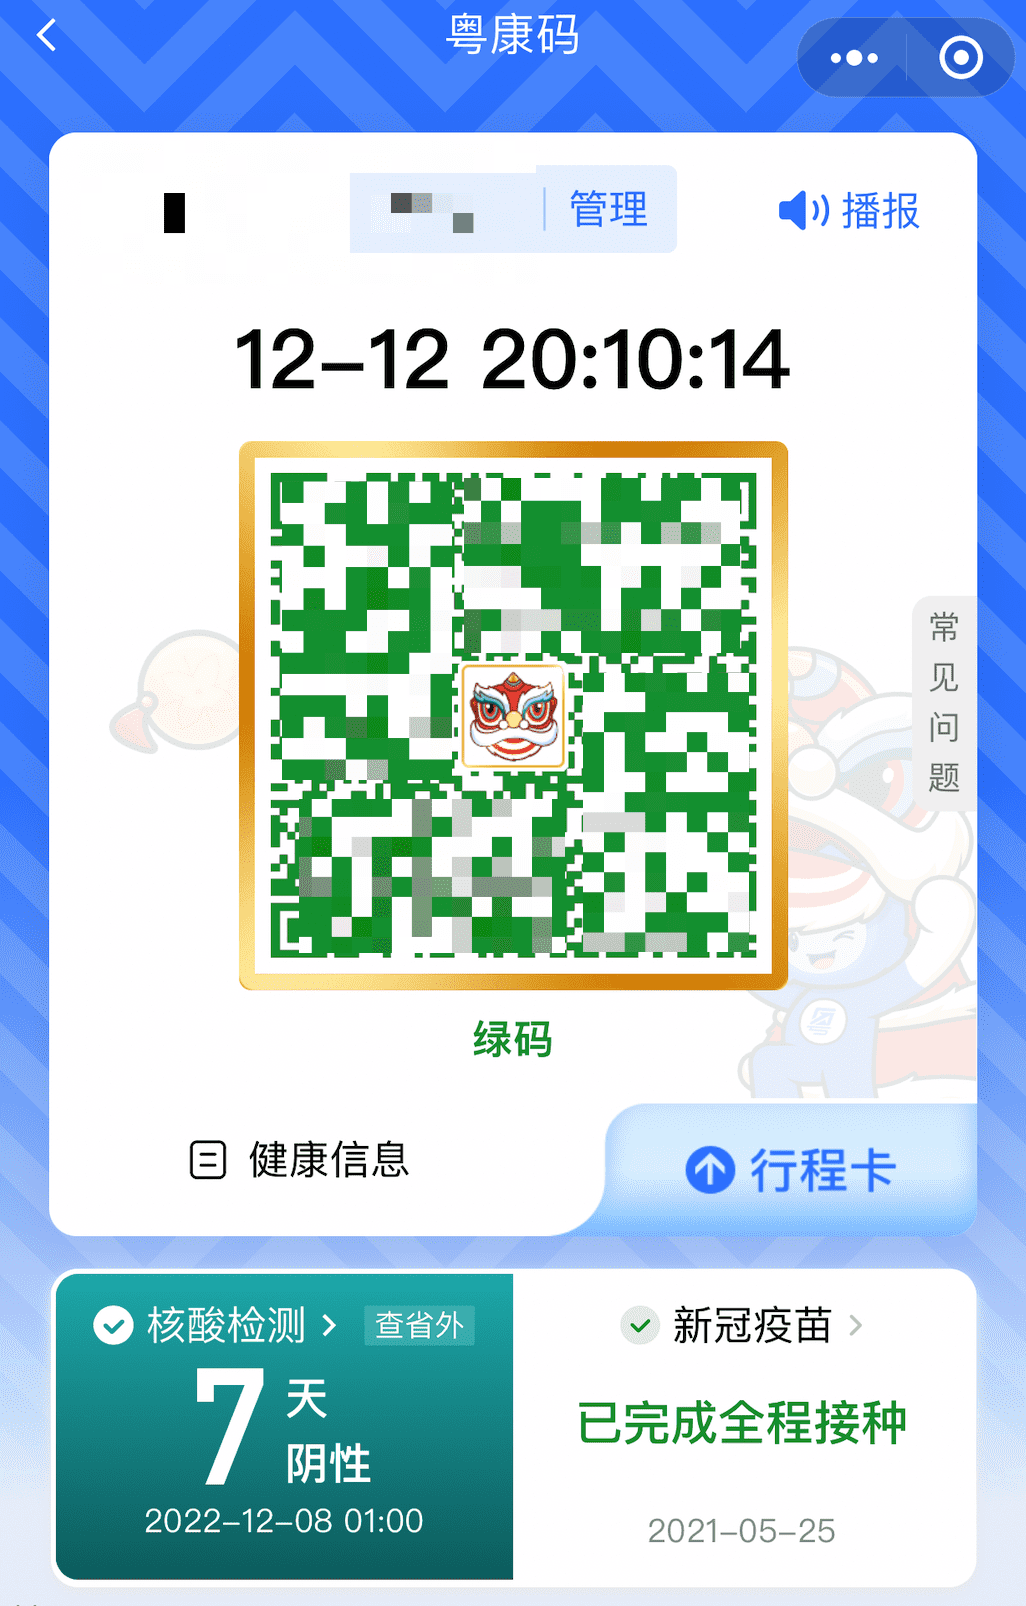 粤康码
管理
播报
12-12 20:10:14
常见问题
绿码
健康信息
行程卡
核酸检测
查省外
7天
阴性
2022-12-08 01:00
新冠疫苗
已完成全程接种
2021-05-25